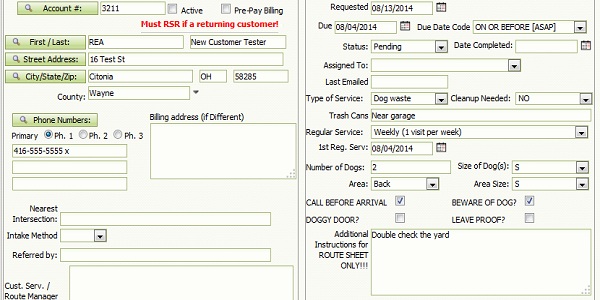 Account #: 3211 Active Pre-Pay Billing
Must RSR if a returning customer!
First / Last: REA New Customer Tester
Street Address: 16 Test St
City/State/Zip: Citonia OH 58285
County: Wayne
Phone Numbers: Billing address (if Different)
Primary Ph. 1 Ph. 2 Ph. 3
416-555-5555 x
Nearest
Intersection:
Intake Method
Referred by:
Cust. Serv. /
Route Manager
Requested 08/13/2014
Due 08/04/2014 Due Date Code ON OR BEFORE [ASAP]
Status: Pending Date Completed:
Assigned To:
Last Emailed
Type of Service: Dog waste Cleanup Needed: NO
Trash Cans Near garage
Regular Service: Weekly (1 visit per week)
1st Reg. Serv: 08/04/2014
Number of Dogs: 2 Size of Dog(s): S
Area: Back Area Size: S
CALL BEFORE ARRIVAL BEWARE OF DOG?
DOGGY DOOR? LEAVE PROOF?
Additional
Instructions for
ROUTE SHEET
ONLY!!!
Double check the yard